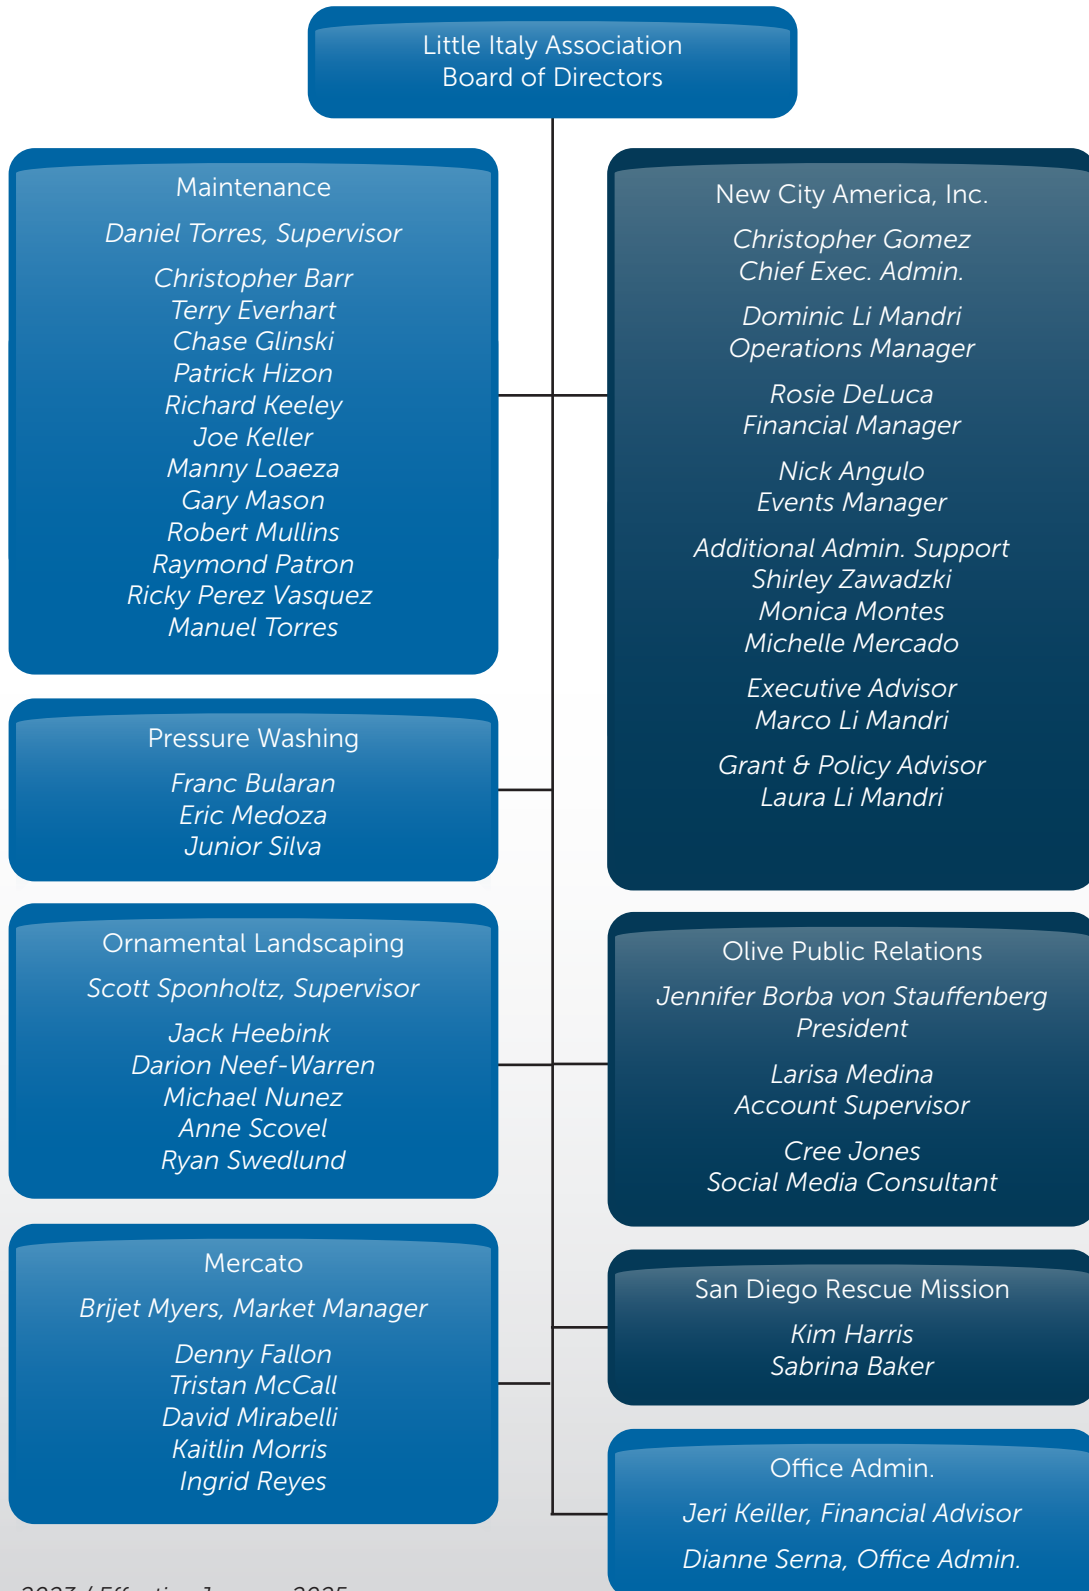 Little Italy Association
Board of Directors
Maintenance
Daniel Torres, Supervisor
Christopher Barr
Terry Everhart
Chase Glinski
Patrick Hizon
Richard Keeley
Joe Keller
Manny Loaeza
Gary Mason
Robert Mullins
Raymond Patron
Ricky Perez Vasquez
Manuel Torres
Pressure Washing
Franc Bularan
Eric Medoza
Junior Silva
Ornamental Landscaping
Scott Sponholtz, Supervisor
Jack Heebink
Darion Neef-Warren
Michael Nunez
Anne Scovel
Ryan Swedlund
Mercato
Brijet Myers, Market Manager
Denny Fallon
Tristan McCall
David Mirabelli
Kaitlin Morris
Ingrid Reyes
New City America, Inc.
Christopher Gomez
Chief Exec. Admin.
Dominic Li Mandri
Operations Manager
Rosie DeLuca
Financial Manager
Nick Angulo
Events Manager
Additional Admin. Support
Shirley Zawadzki
Monica Montes
Michelle Mercado
Executive Advisor
Marco Li Mandri
Grant & Policy Advisor
Laura Li Mandri
Olive Public Relations
Jennifer Borba von Stauffenberg
President
Larisa Medina
Account Supervisor
Cree Jones
Social Media Consultant
San Diego Rescue Mission
Kim Harris
Sabrina Baker
Office Admin.
Jeri Keiller, Financial Advisor
Dianne Serna, Office Admin.
2023 / Effective January 2025